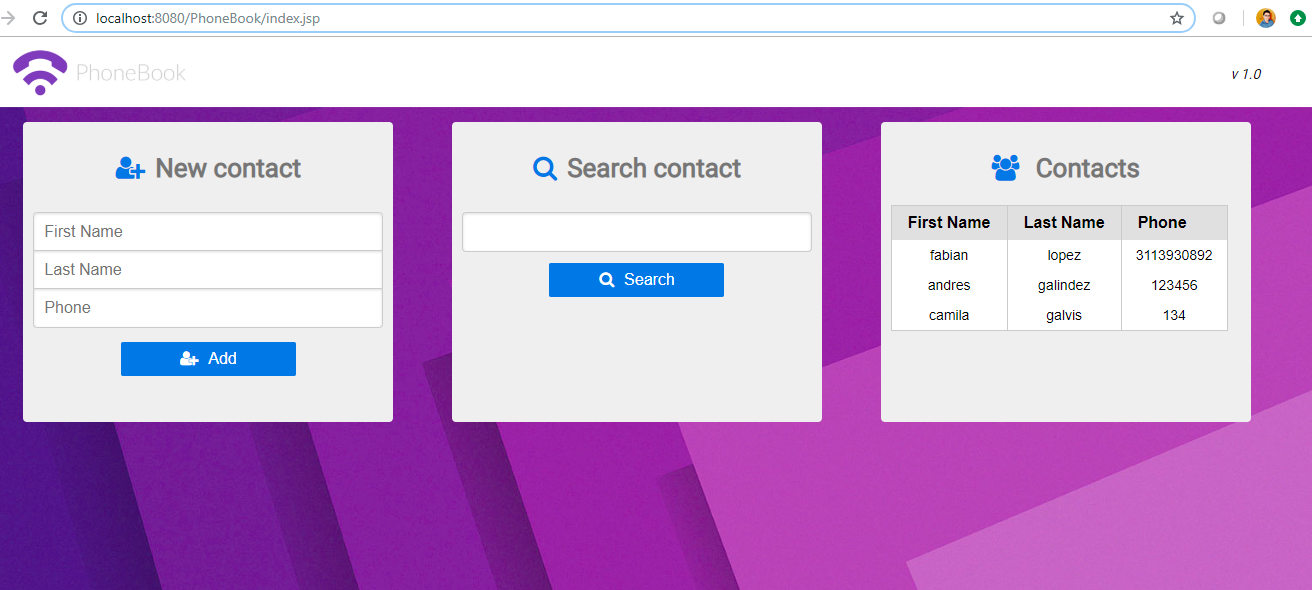 localhost:8080/PhoneBook/index.jsp
PhoneBook
v 1.0
New contact
First Name
Last Name
Phone
Add
Search contact
Search
Contacts
First Name Last Name Phone
fabian lopez 3113930892
andres galindez 123456
camila galvis 134